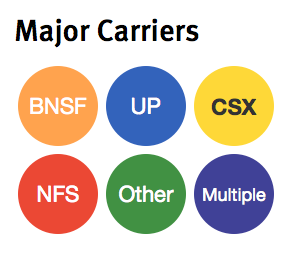 Major Carriers
BNSF UP CSX
NFS Other Multiple